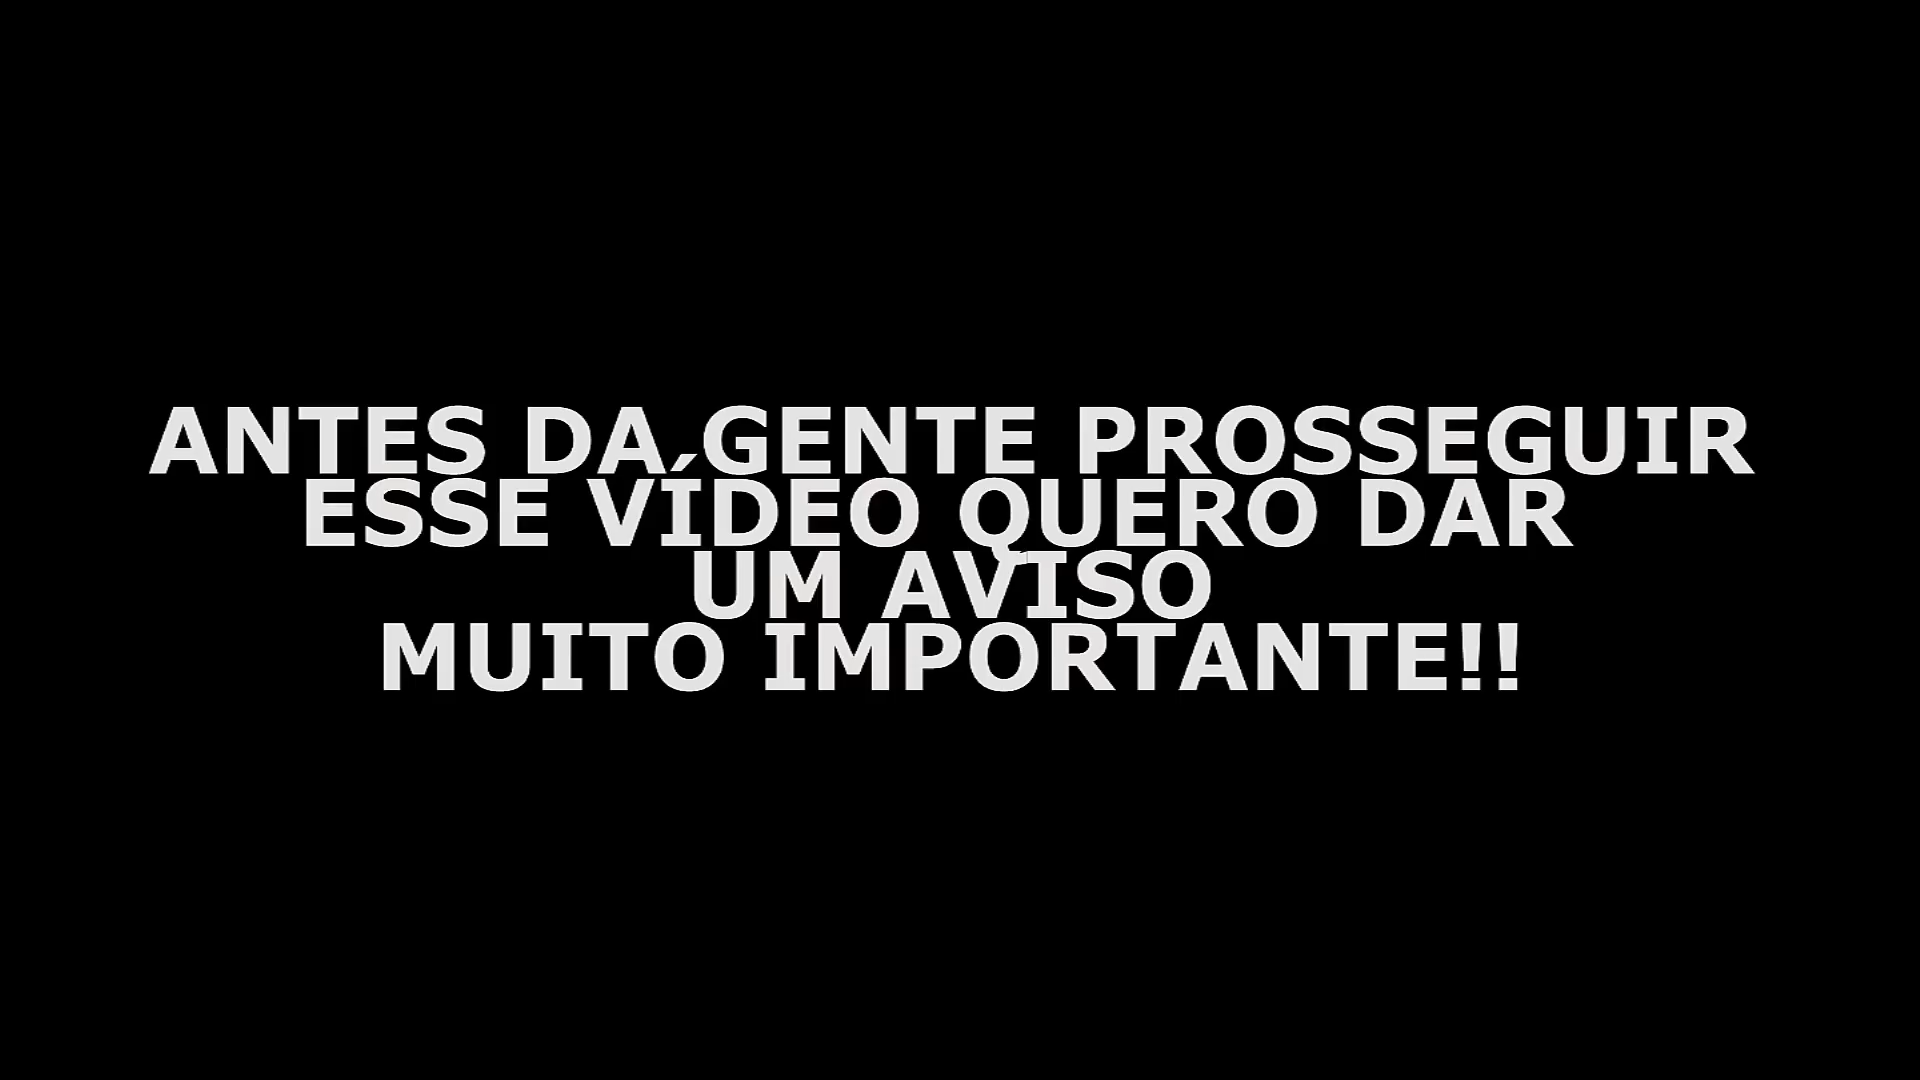 ANTES DA GENTE PROSSEGUIR
ESSE VÍDEO QUERO DAR
UM AVISO
MUITO IMPORTANTE!!